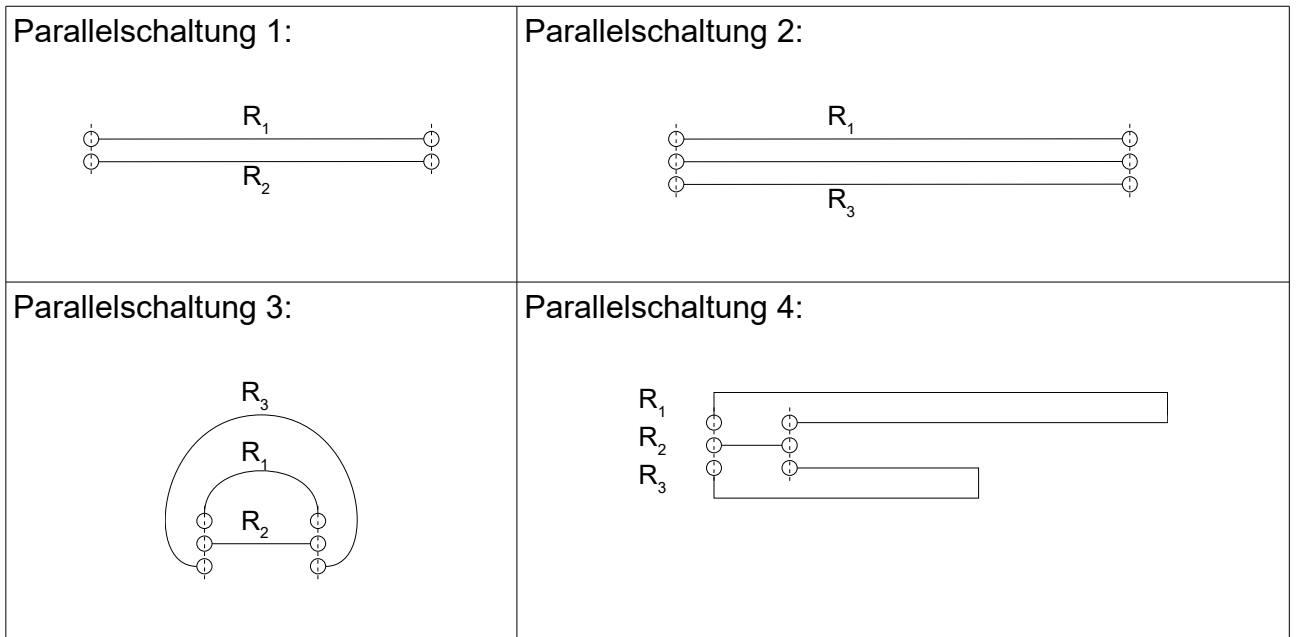 Parallelschaltung 1:
R1
R2
Parallelschaltung 2:
R1
R3
Parallelschaltung 3:
R3
R1
R2
Parallelschaltung 4:
R1
R2
R3